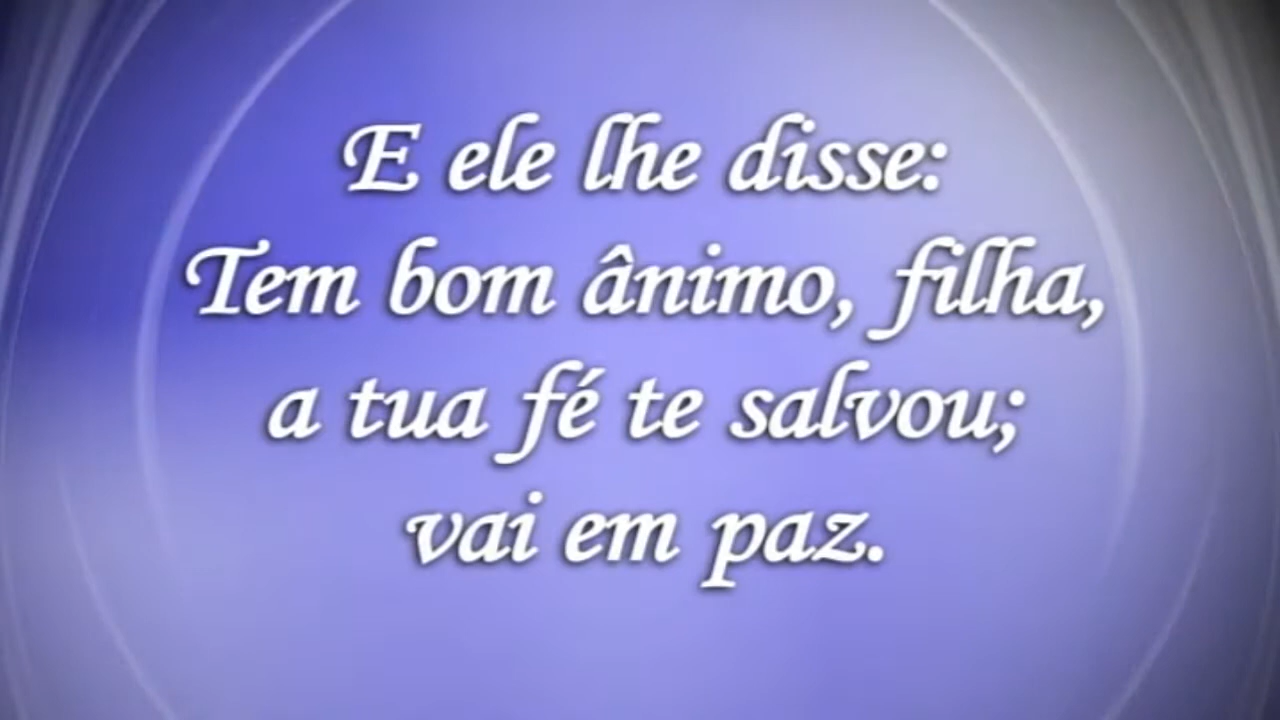 E ele lhe disse:
Tem bom ânimo, filha,
a tua fé te salvou;
vai em paz.